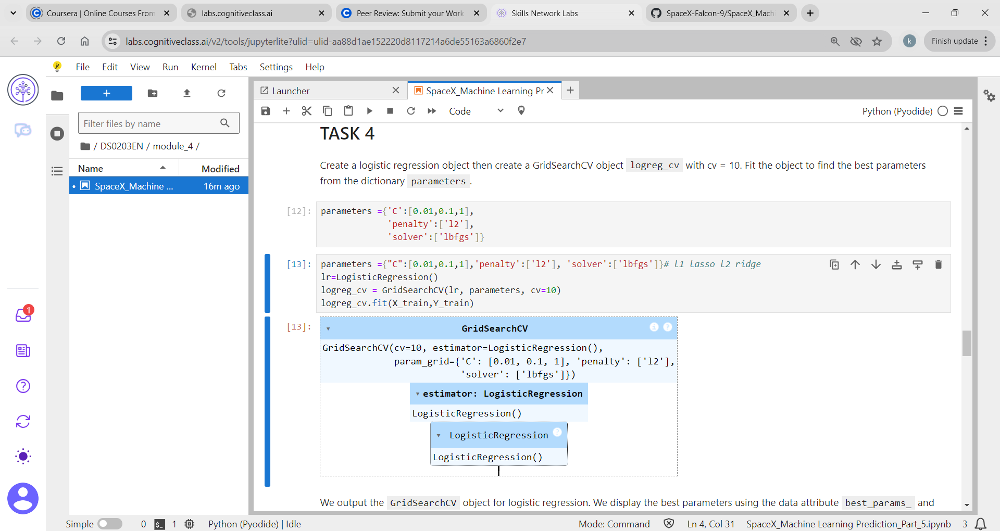 Coursera | Online Courses From
labs.cognitiveclass.ai
Peer Review: Submit your Work
Skills Network Labs
SpaceX-Falcon-9/SpaceX_Mach
labs.cognitiveclass.ai/v2/tools/jupyterlite?ulid=ulid-aa88d1ae152220d8117214a6de55163a6860f2e7
k
Finish update
File Edit View Run Kernel Tabs Settings Help
Launcher
SpaceX_Machine Learning Pr
Code
Python (Pyodide)
Filter files by name
/ DS0203EN / module_4 /
Name Modified
SpaceX_Machine ... 16m ago
1
TASK 4
Create a logistic regression object then create a GridSearchCV object logreg_cv with cv = 10. Fit the object to find the best parameters
from the dictionary parameters .
[12]: parameters ={'C':[0.01,0.1,1],
'penalty':['l2'],
'solver':['lbfgs']}
[13]: parameters ={"C":[0.01,0.1,1],'penalty':['l2'], 'solver':['lbfgs']}# l1 lasso l2 ridge
lr=LogisticRegression()
logreg_cv = GridSearchCV(lr, parameters, cv=10)
logreg_cv.fit(X_train,Y_train)
[13]: GridSearchCV
GridSearchCV(cv=10, estimator=LogisticRegression(),
param_grid={'C': [0.01, 0.1, 1], 'penalty': ['l2'],
'solver': ['lbfgs']})
estimator: LogisticRegression
LogisticRegression()
LogisticRegression
LogisticRegression()
We output the GridSearchCV object for logistic regression. We display the best parameters using the data attribute best_params_ and
Simple 0 1 Python (Pyodide) | Idle Mode: Command Ln 4, Col 31 SpaceX_Machine Learning Prediction_Part_5.ipynb 3